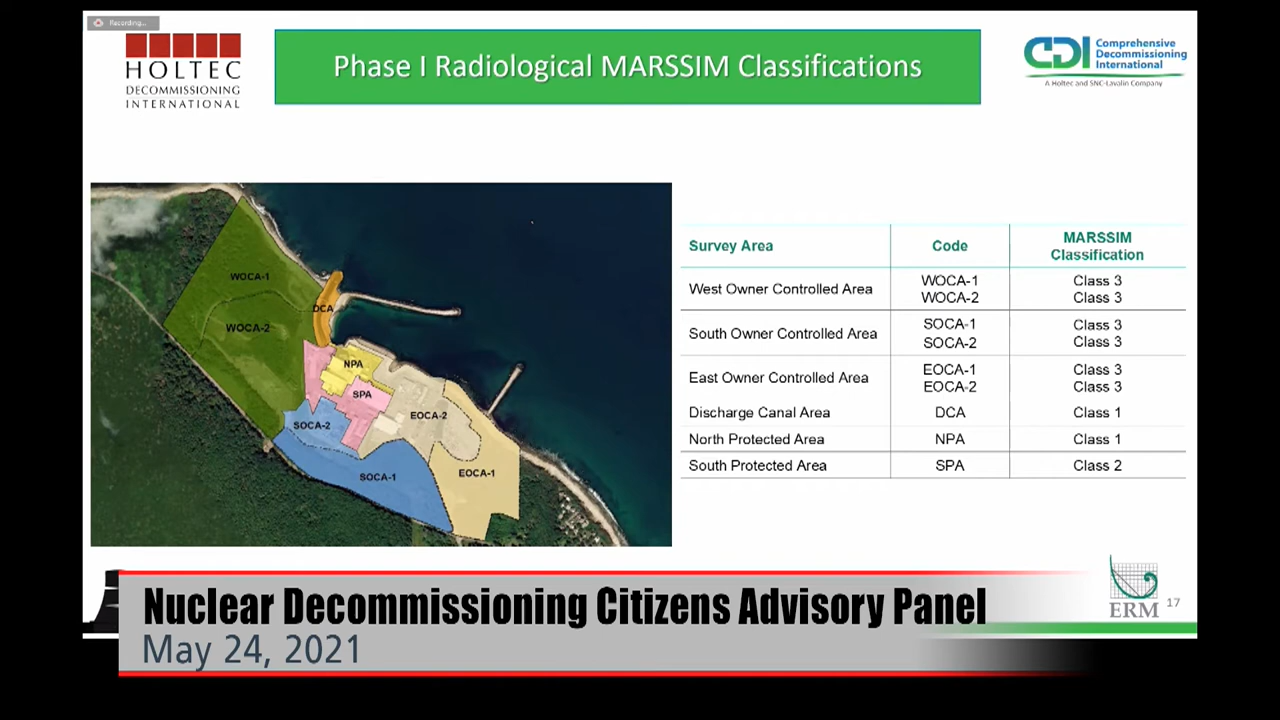 Recording...
HOLTEC
DECOMMISSIONING
INTERNATIONAL
Phase I Radiological MARSSIM Classifications
CDI
Comprehensive
Decommissioning
International
A Holtec and SNC-Lavalin Company
WOCA-1
WOCA-2
DCA
NPA
SPA
EOCA-2
SOCA-2
SOCA-1
EOCA-1
Survey Area Code MARSSIM
Classification
West Owner Controlled Area WOCA-1 Class 3
WOCA-2 Class 3
South Owner Controlled Area SOCA-1 Class 3
SOCA-2 Class 3
East Owner Controlled Area EOCA-1 Class 3
EOCA-2 Class 3
Discharge Canal Area DCA Class 1
North Protected Area NPA Class 1
South Protected Area SPA Class 2
ERM
17
Nuclear Decommissioning Citizens Advisory Panel
May 24, 2021